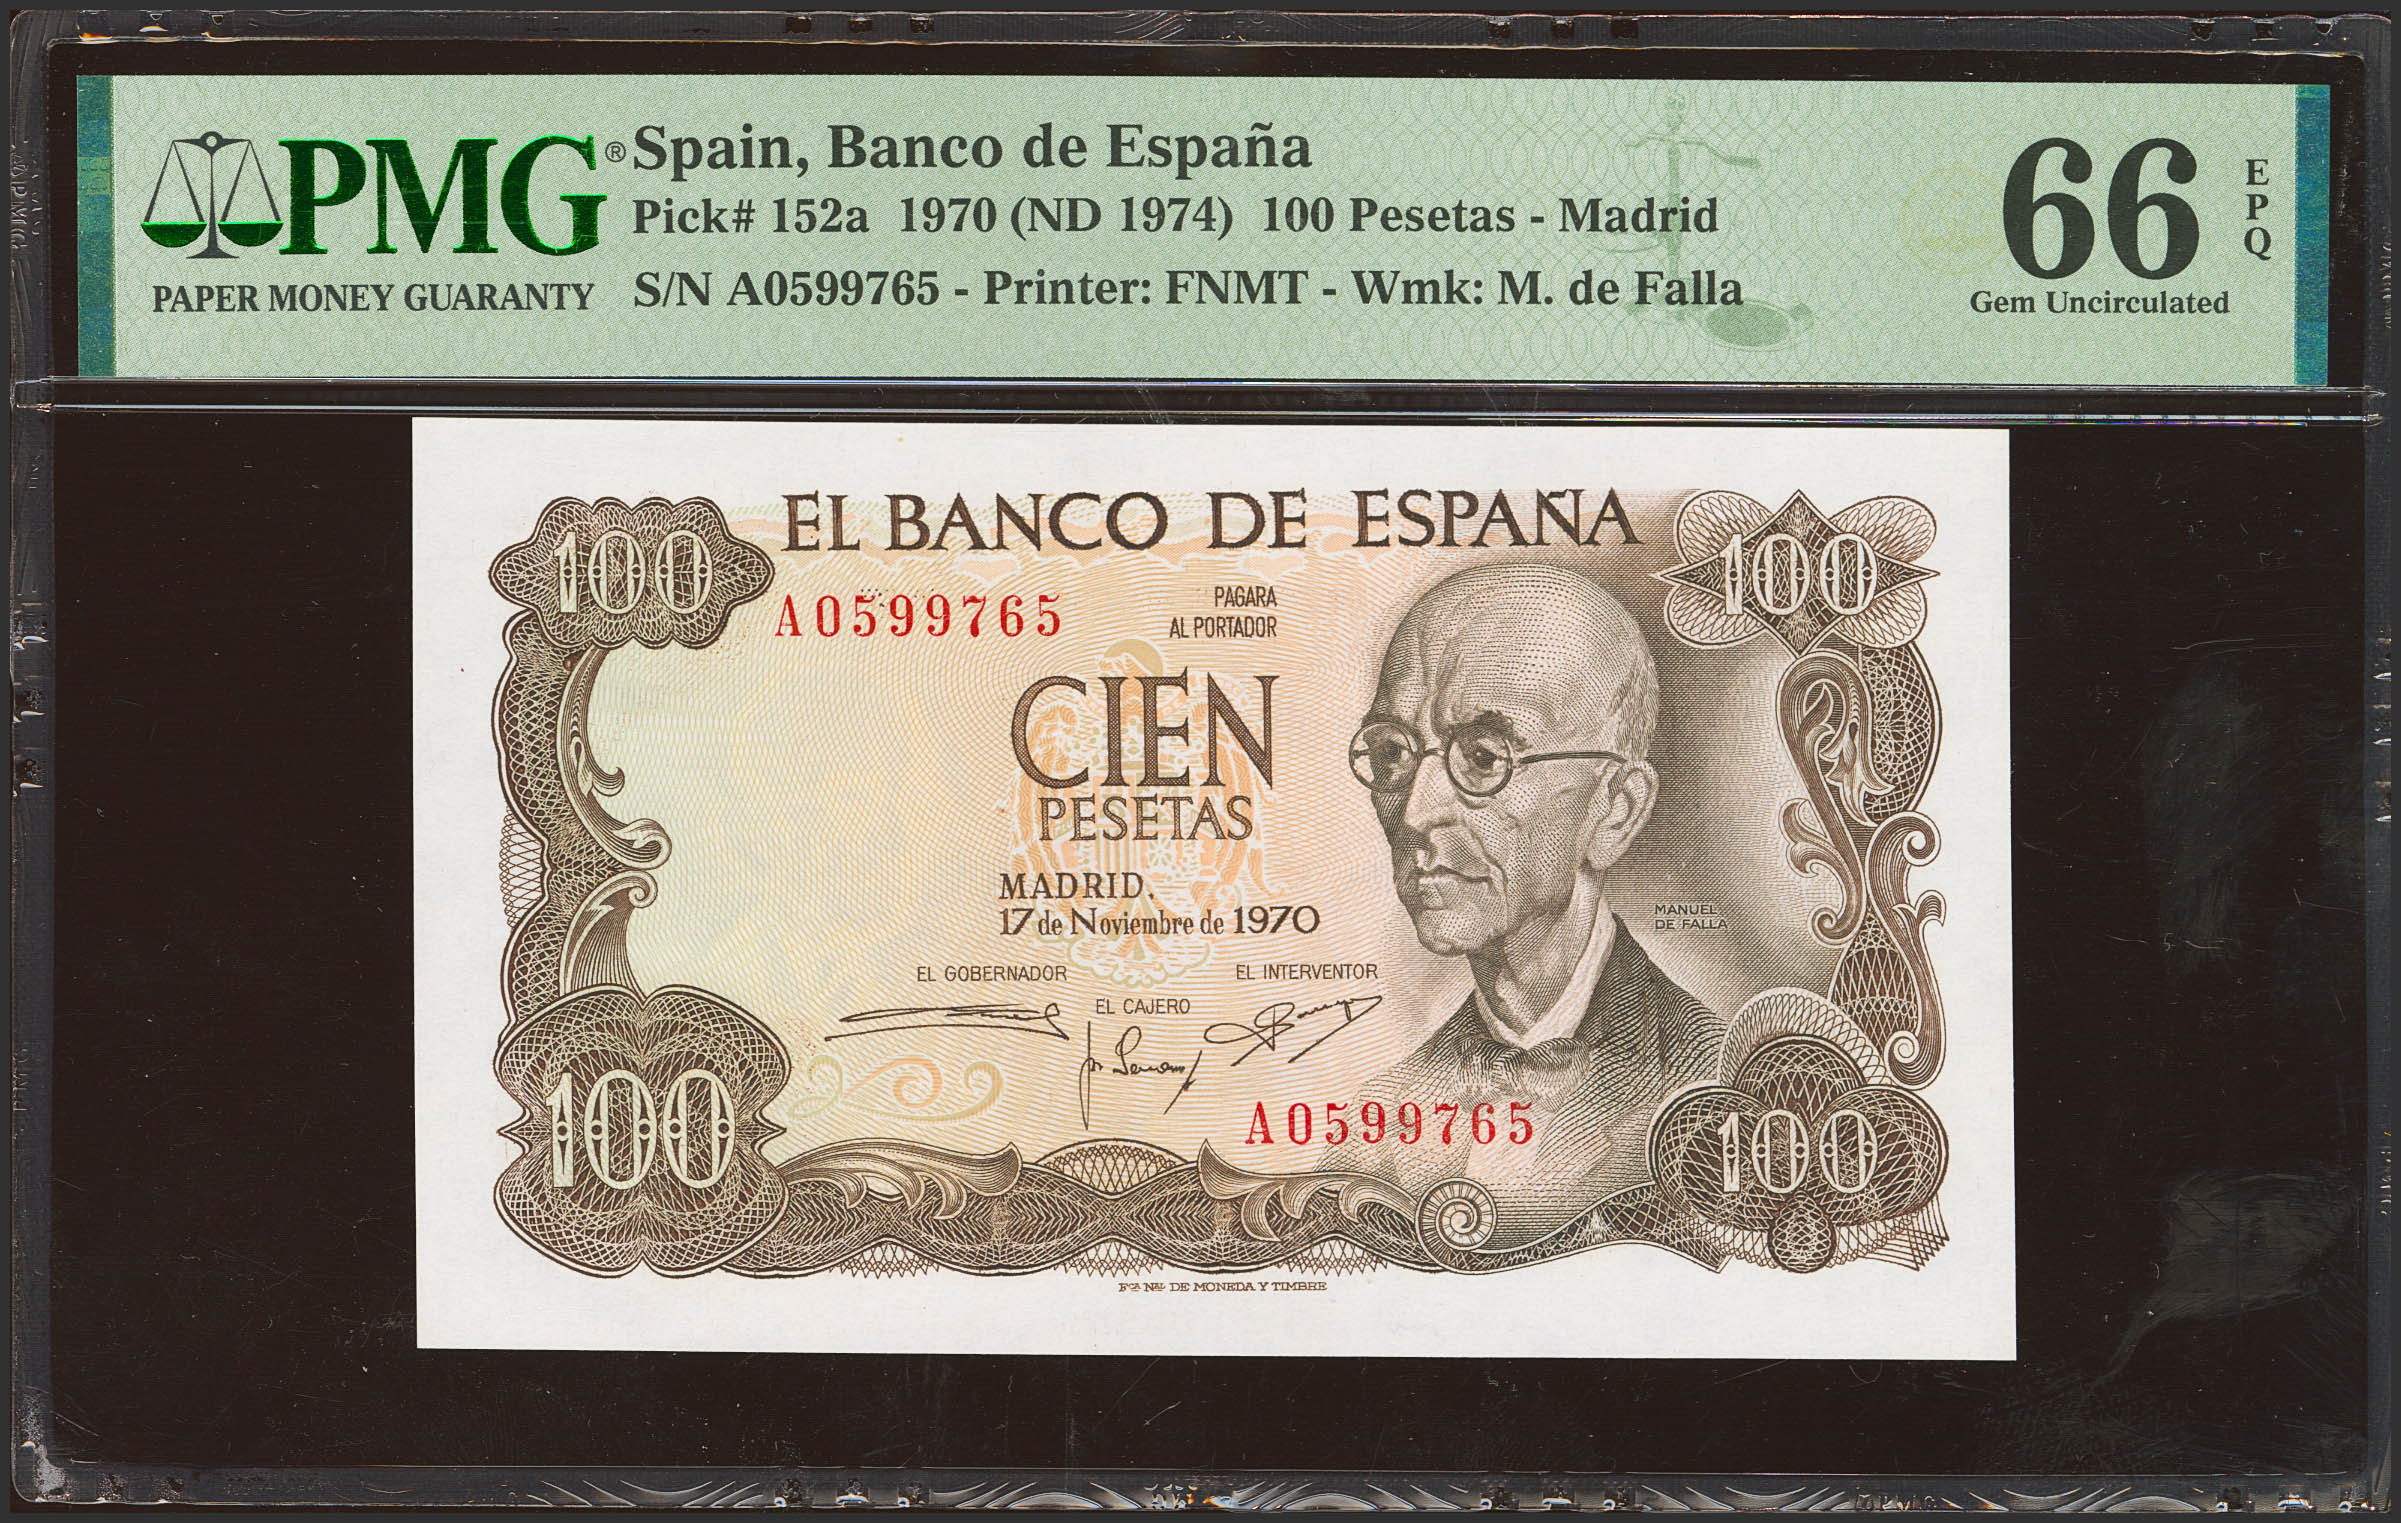 PMG®
PAPER MONEY GUARANTY
Spain, Banco de España
Pick# 152a 1970 (ND 1974) 100 Pesetas - Madrid
S/N A0599765 - Printer: FNMT - Wmk: M. de Falla
66
EPQ
Gem Uncirculated
EL BANCO DE ESPAÑA
100
100
A0599765
PAGARA
AL PORTADOR
CIEN
PESETAS
MADRID,
17 de Noviembre de 1970
MANUEL
DE FALLA
EL GOBERNADOR
EL INTERVENTOR
EL CAJERO
A0599765
100
100
FCA NAL DE MONEDA Y TIMBRE